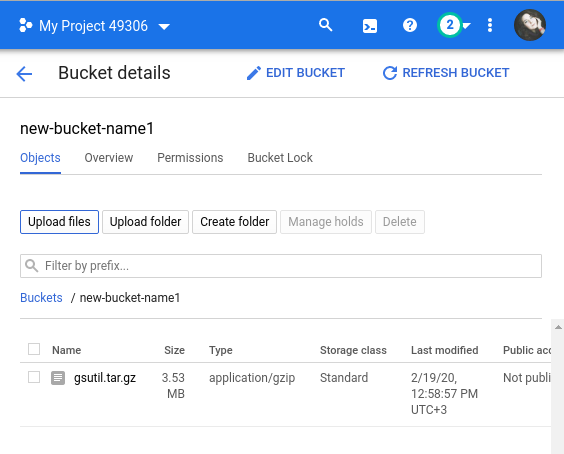 My Project 49306
2
Bucket details
EDIT BUCKET
REFRESH BUCKET
new-bucket-name1
Objects Overview Permissions Bucket Lock
Upload files Upload folder Create folder Manage holds Delete
Filter by prefix...
Buckets / new-bucket-name1
Name Size Type Storage class Last modified Public acc
gsutil.tar.gz 3.53 application/gzip Standard 2/19/20, Not publi
MB 12:58:57 PM
UTC+3